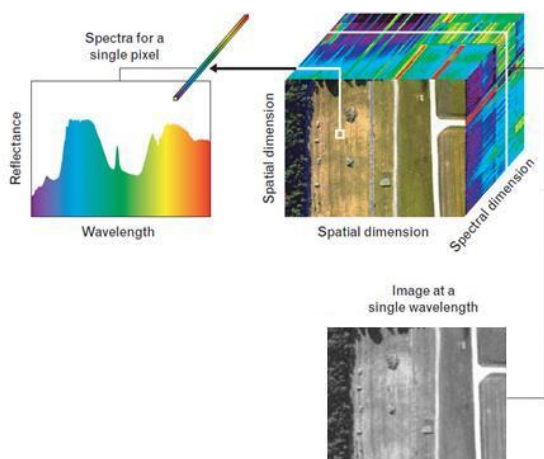 Spectra for a
single pixel
Reflectance
Wavelength
Spatial dimension
Spatial dimension
Spectral dimension
Image at a
single wavelength